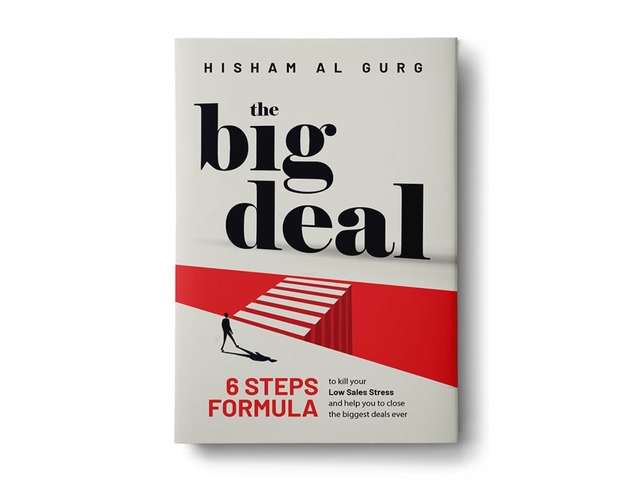 HISHAM AL GURG
the
big
deal
6 STEPS
FORMULA
to kill your
Low Sales Stress
and help you to close
the biggest deals ever